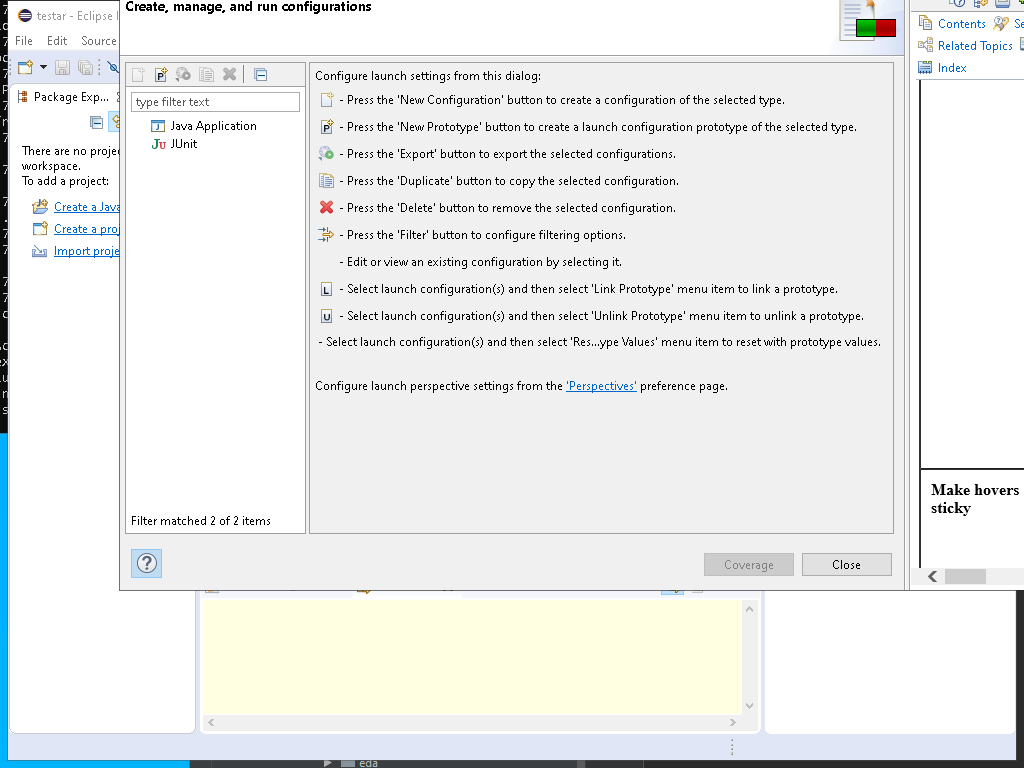 Create, manage, and run configurations
testar - Eclipse I
File Edit Source
Package Exp...
There are no proje
workspace.
To add a project:
Create a Java
Create a proj
Import proje
type filter text
Java Application
JUnit
Filter matched 2 of 2 items
Configure launch settings from this dialog:
- Press the 'New Configuration' button to create a configuration of the selected type.
- Press the 'New Prototype' button to create a launch configuration prototype of the selected type.
- Press the 'Export' button to export the selected configurations.
- Press the 'Duplicate' button to copy the selected configuration.
- Press the 'Delete' button to remove the selected configuration.
- Press the 'Filter' button to configure filtering options.
- Edit or view an existing configuration by selecting it.
- Select launch configuration(s) and then select 'Link Prototype' menu item to link a prototype.
- Select launch configuration(s) and then select 'Unlink Prototype' menu item to unlink a prototype.
- Select launch configuration(s) and then select 'Res...ype Values' menu item to reset with prototype values.
Configure launch perspective settings from the 'Perspectives' preference page.
Coverage Close
Contents Se
Related Topics
Index
Make hovers
sticky
eda